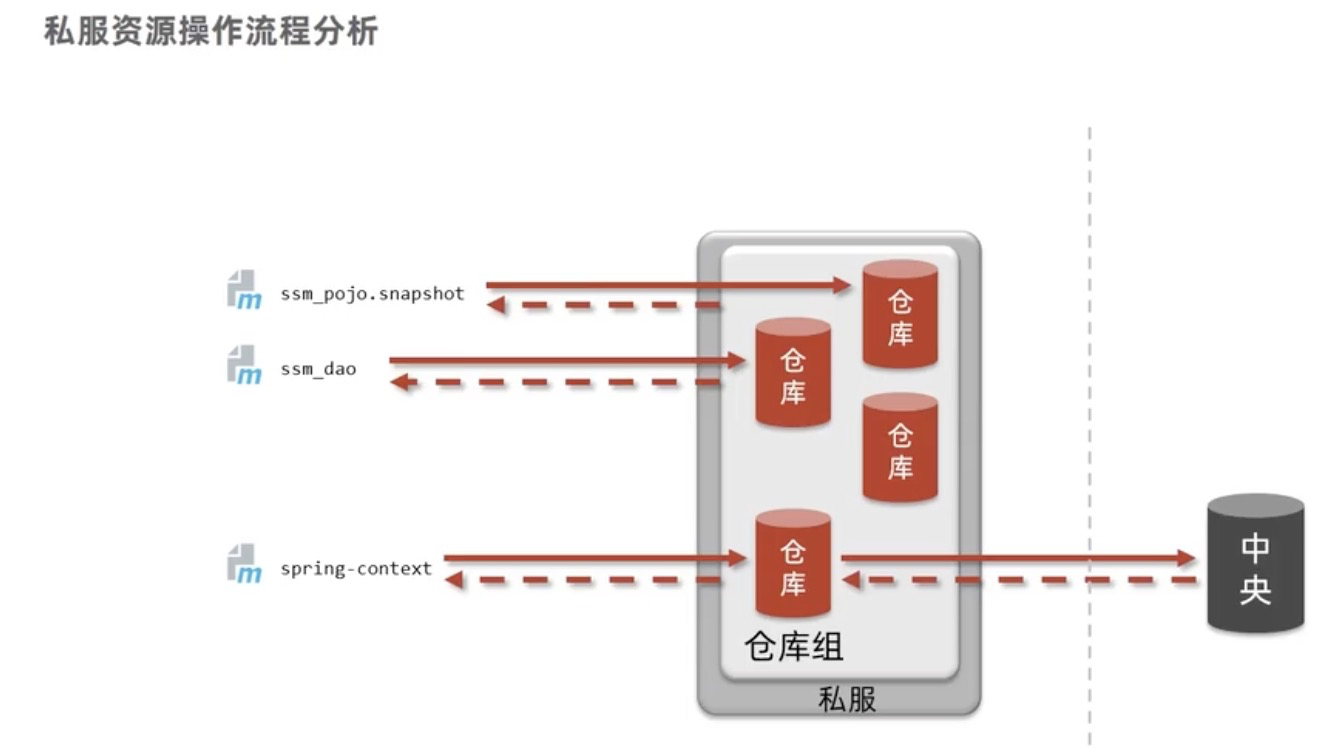 私服资源操作流程分析
m ssm_pojo.snapshot
仓库
m ssm_dao
仓库
仓库
m spring-context
仓库
中央
仓库组
私服